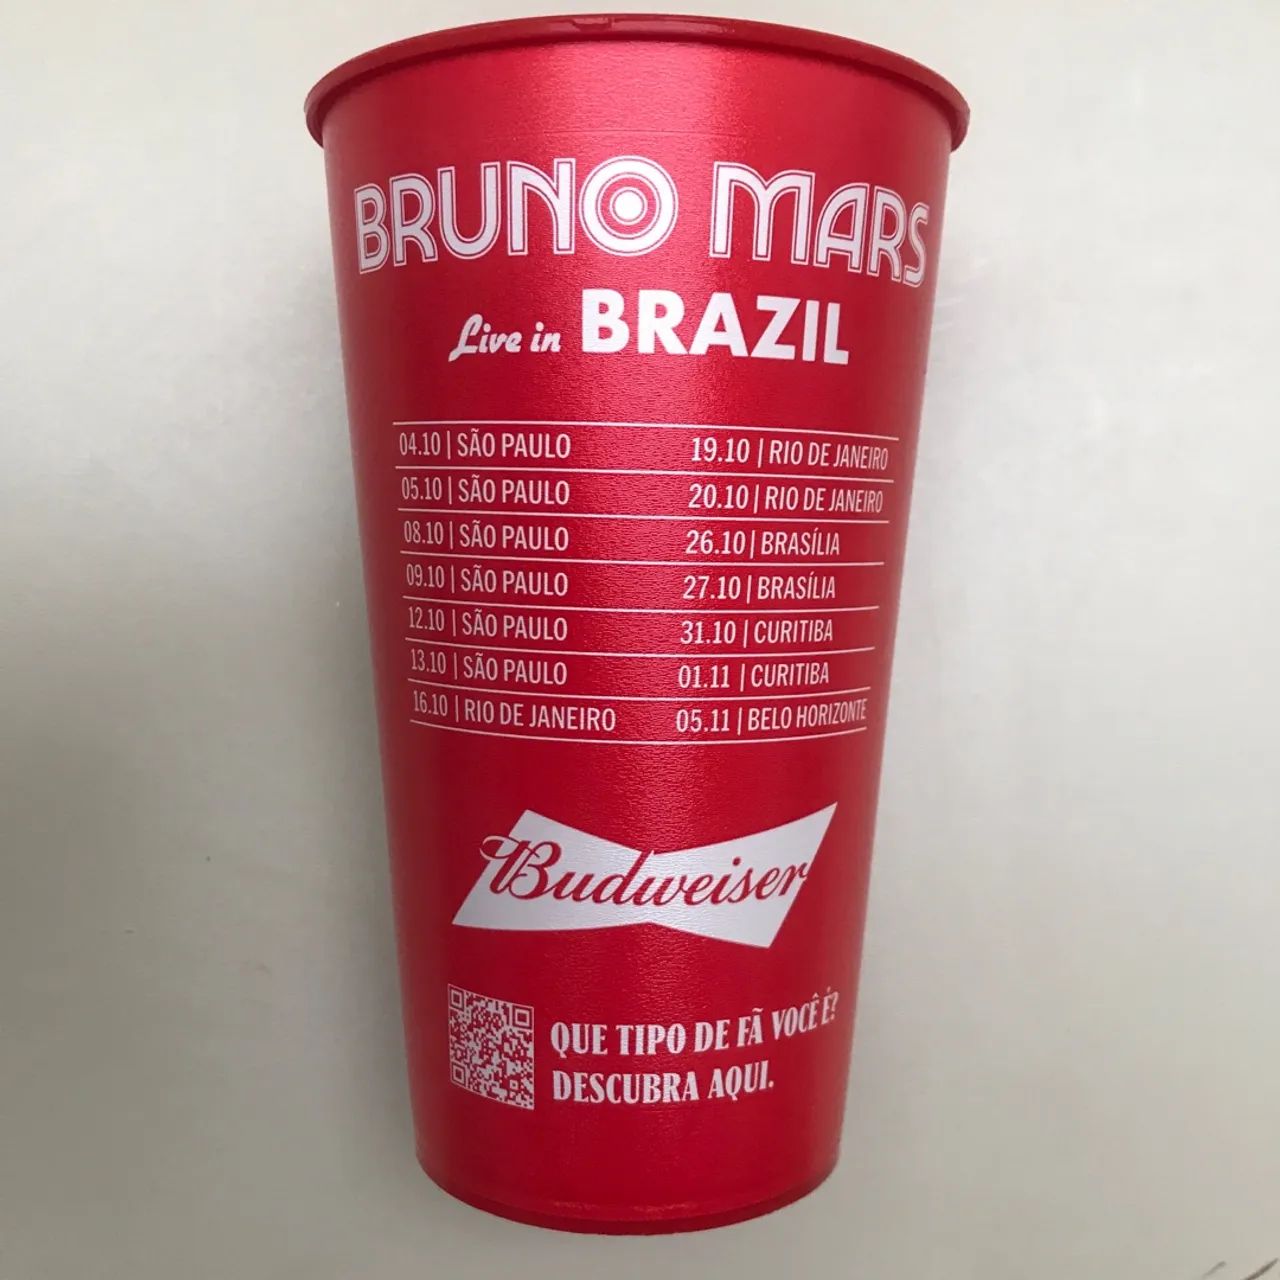 BRUNO MARS
Live in BRAZIL
04.10 | SÃO PAULO
05.10 | SÃO PAULO
08.10 | SÃO PAULO
09.10 | SÃO PAULO
12.10 | SÃO PAULO
13.10 | SÃO PAULO
16.10 | RIO DE JANEIRO
19.10 | RIO DE JANEIRO
20.10 | RIO DE JANEIRO
26.10 | BRASÍLIA
27.10 | BRASÍLIA
31.10 | CURITIBA
01.11 | CURITIBA
05.11 | BELO HORIZONTE
Budweiser
QUE TIPO DE FÃ VOCÊ É?
DESCUBRA AQUI.